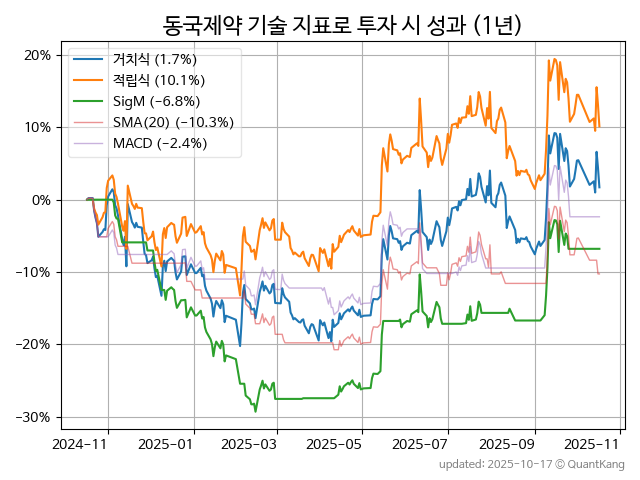 동국제약 기술 지표로 투자 시 성과 (1년)
거치식 (1.7%)
적립식 (10.1%)
SigM (−6.8%)
SMA(20) (−10.3%)
MACD (−2.4%)
20%
10%
0%
−10%
−20%
−30%
2024-11 2025-01 2025-03 2025-05 2025-07 2025-09 2025-11
updated: 2025-10-17 © QuantKang